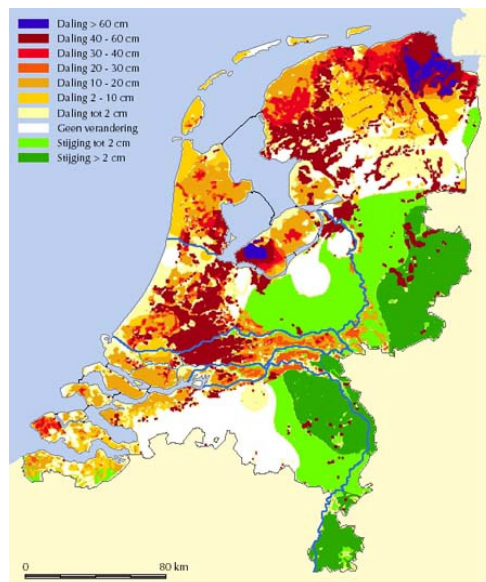 Daling > 60 cm
Daling 40 - 60 cm
Daling 30 - 40 cm
Daling 20 - 30 cm
Daling 10 - 20 cm
Daling 2 - 10 cm
Daling tot 2 cm
Geen verandering
Stijging tot 2 cm
Stijging > 2 cm
0 80 km